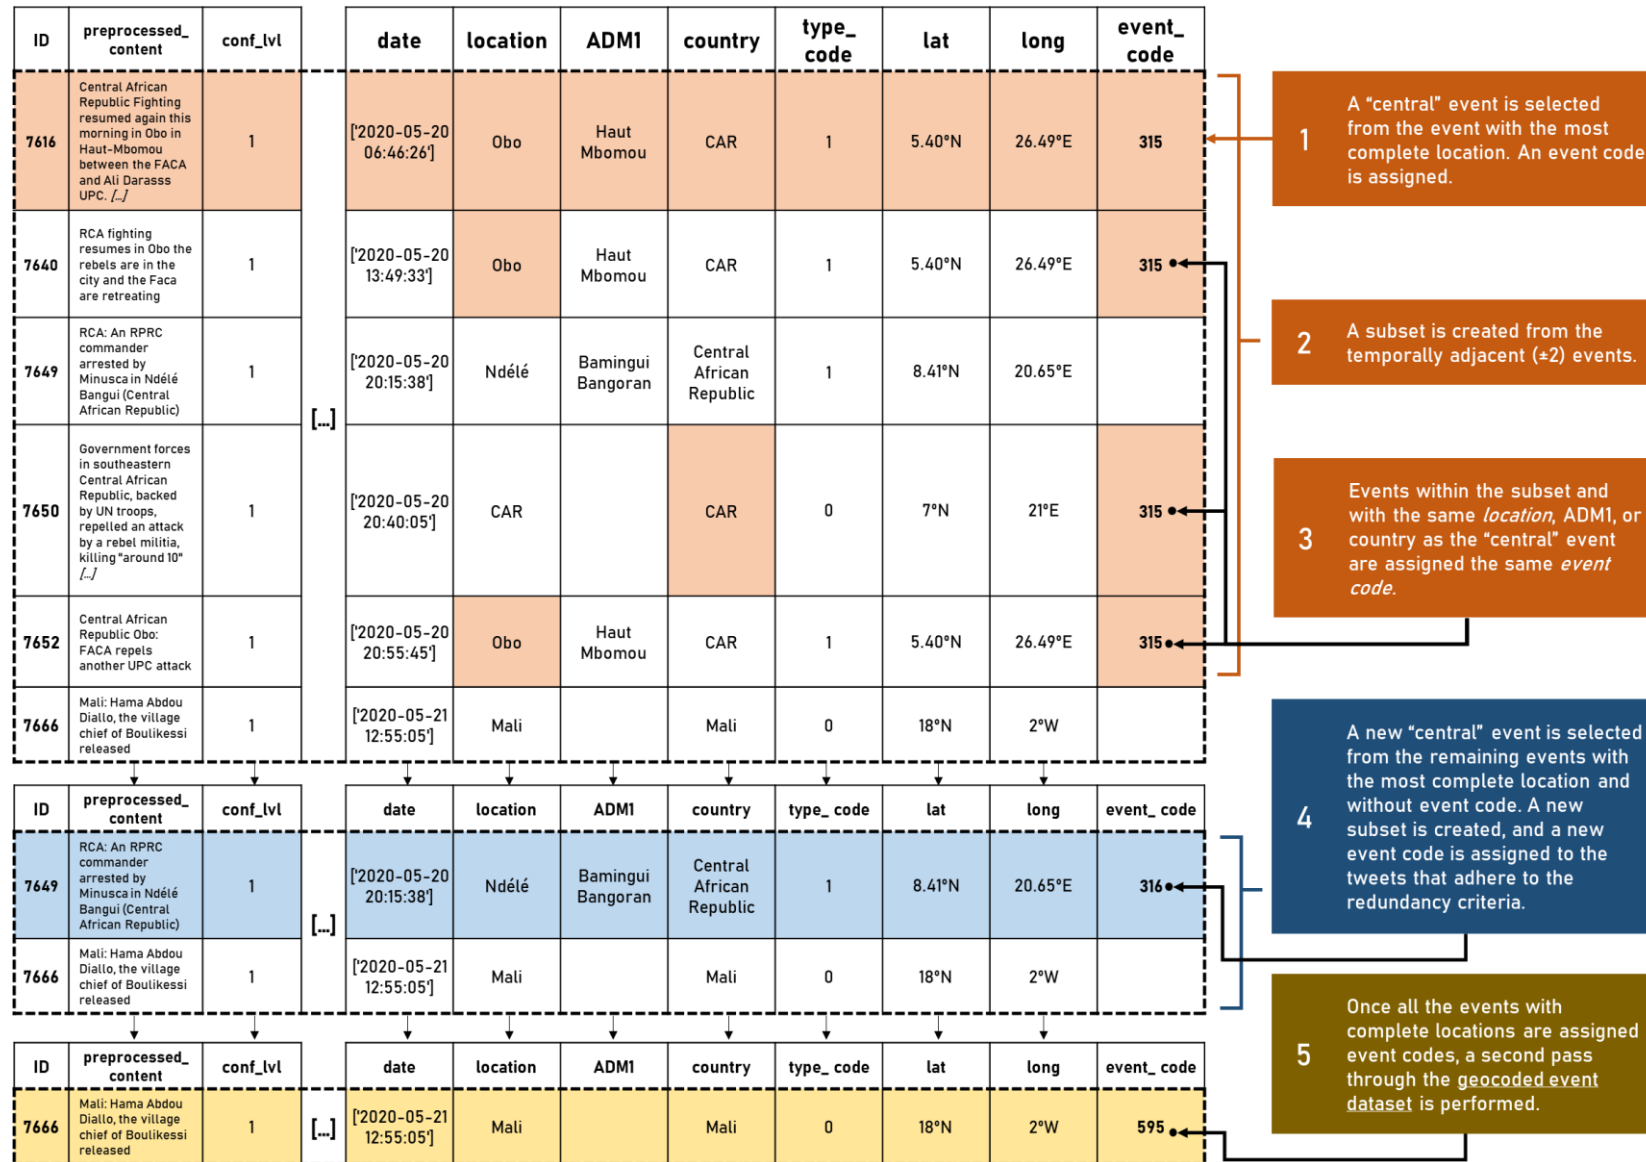 ID
preprocessed_
content
conf_lvl
date
location
ADM1
country
type_
code
lat
long
event_
code
7616
Central African
Republic Fighting
resumed again this
morning in Obo in
Haut-Mbomou
between the FACA
and Ali Darasss
UPC. [...]
1
['2020-05-20
06:46:26']
Obo
Haut
Mbomou
CAR
1
5.40°N
26.49°E
315
7640
RCA fighting
resumes in Obo the
rebels are in the
city and the Faca
are retreating
1
['2020-05-20
13:49:33']
Obo
Haut
Mbomou
CAR
1
5.40°N
26.49°E
315
7649
RCA: An RPRC
commander
arrested by
Minusca in Ndélé
Bangui (Central
African Republic)
1
[...]
['2020-05-20
20:15:38']
Ndélé
Bamingui
Bangoran
Central
African
Republic
1
8.41°N
20.65°E
7650
Government forces
in southeastern
Central African
Republic, backed
by UN troops,
repelled an attack
by a rebel militia,
killing "around 10"
[...]
1
['2020-05-20
20:40:05']
CAR
CAR
0
7°N
21°E
315
7652
Central African
Republic Obo:
FACA repels
another UPC attack
1
['2020-05-20
20:55:45']
Obo
Haut
Mbomou
CAR
1
5.40°N
26.49°E
315
7666
Mali: Hama Abdou
Diallo, the village
chief of Boulikessi
released
1
['2020-05-21
12:55:05']
Mali
Mali
0
18°N
2°W
ID
preprocessed_
content
conf_lvl
date
location
ADM1
country
type_ code
lat
long
event_ code
7649
RCA: An RPRC
commander
arrested by
Minusca in Ndélé
Bangui (Central
African Republic)
1
[...]
['2020-05-20
20:15:38']
Ndélé
Bamingui
Bangoran
Central
African
Republic
1
8.41°N
20.65°E
316
7666
Mali: Hama Abdou
Diallo, the village
chief of Boulikessi
released
1
['2020-05-21
12:55:05']
Mali
Mali
0
18°N
2°W
ID
preprocessed_
content
conf_lvl
date
location
ADM1
country
type_ code
lat
long
event_ code
7666
Mali: Hama Abdou
Diallo, the village
chief of Boulikessi
released
1
[...]
['2020-05-21
12:55:05']
Mali
Mali
0
18°N
2°W
595
1
A “central” event is selected
from the event with the most
complete location. An event code
is assigned.
2
A subset is created from the
temporally adjacent (±2) events.
3
Events within the subset and
with the same location, ADM1, or
country as the “central” event
are assigned the same event
code.
4
A new “central” event is selected
from the remaining events with
the most complete location and
without event code. A new
subset is created, and a new
event code is assigned to the
tweets that adhere to the
redundancy criteria.
5
Once all the events with
complete locations are assigned
event codes, a second pass
through the geocoded event
dataset is performed.